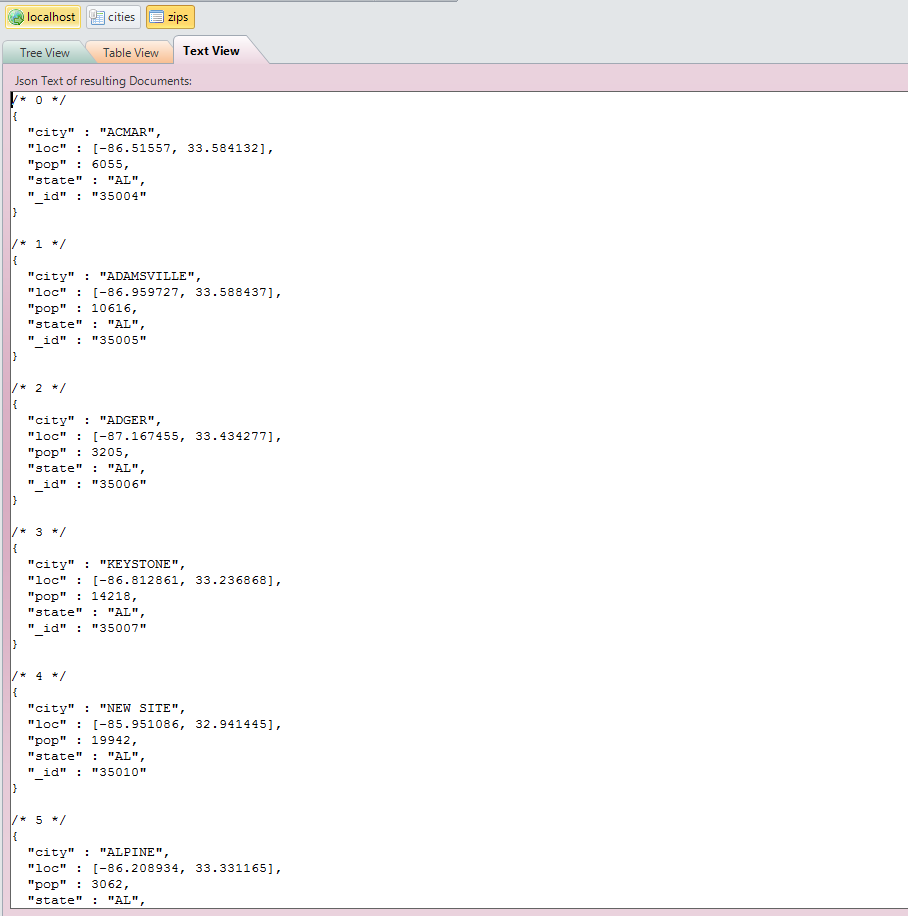 localhost cities zips
Tree View Table View Text View
Json Text of resulting Documents:
/* 0 */
{
  "city" : "ACMAR",
  "loc" : [-86.51557, 33.584132],
  "pop" : 6055,
  "state" : "AL",
  "_id" : "35004"
}

/* 1 */
{
  "city" : "ADAMSVILLE",
  "loc" : [-86.959727, 33.588437],
  "pop" : 10616,
  "state" : "AL",
  "_id" : "35005"
}

/* 2 */
{
  "city" : "ADGER",
  "loc" : [-87.167455, 33.434277],
  "pop" : 3205,
  "state" : "AL",
  "_id" : "35006"
}

/* 3 */
{
  "city" : "KEYSTONE",
  "loc" : [-86.812861, 33.236868],
  "pop" : 14218,
  "state" : "AL",
  "_id" : "35007"
}

/* 4 */
{
  "city" : "NEW SITE",
  "loc" : [-85.951086, 32.941445],
  "pop" : 19942,
  "state" : "AL",
  "_id" : "35010"
}

/* 5 */
{
  "city" : "ALPINE",
  "loc" : [-86.208934, 33.331165],
  "pop" : 3062,
  "state" : "AL",